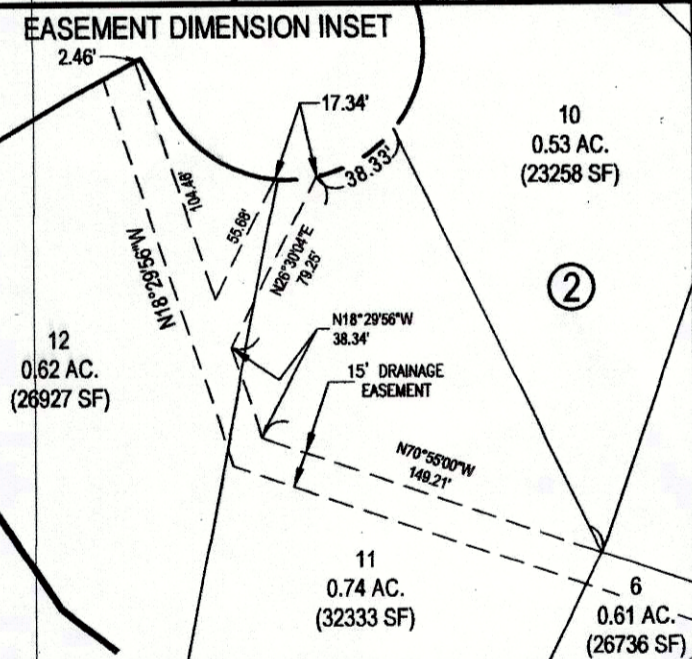 EASEMENT DIMENSION INSET
2.46'
17.34'
10
0.53 AC.
(23258 SF)
38.33'
104.48'
55.68'
N26°30'04"E
79.25'
N18°29'56"W
2
N18°29'56"W
38.34'
12
0.62 AC.
(26927 SF)
15' DRAINAGE
EASEMENT
N70°55'00"W
149.21'
11
0.74 AC.
(32333 SF)
6
0.61 AC.
(26736 SF)